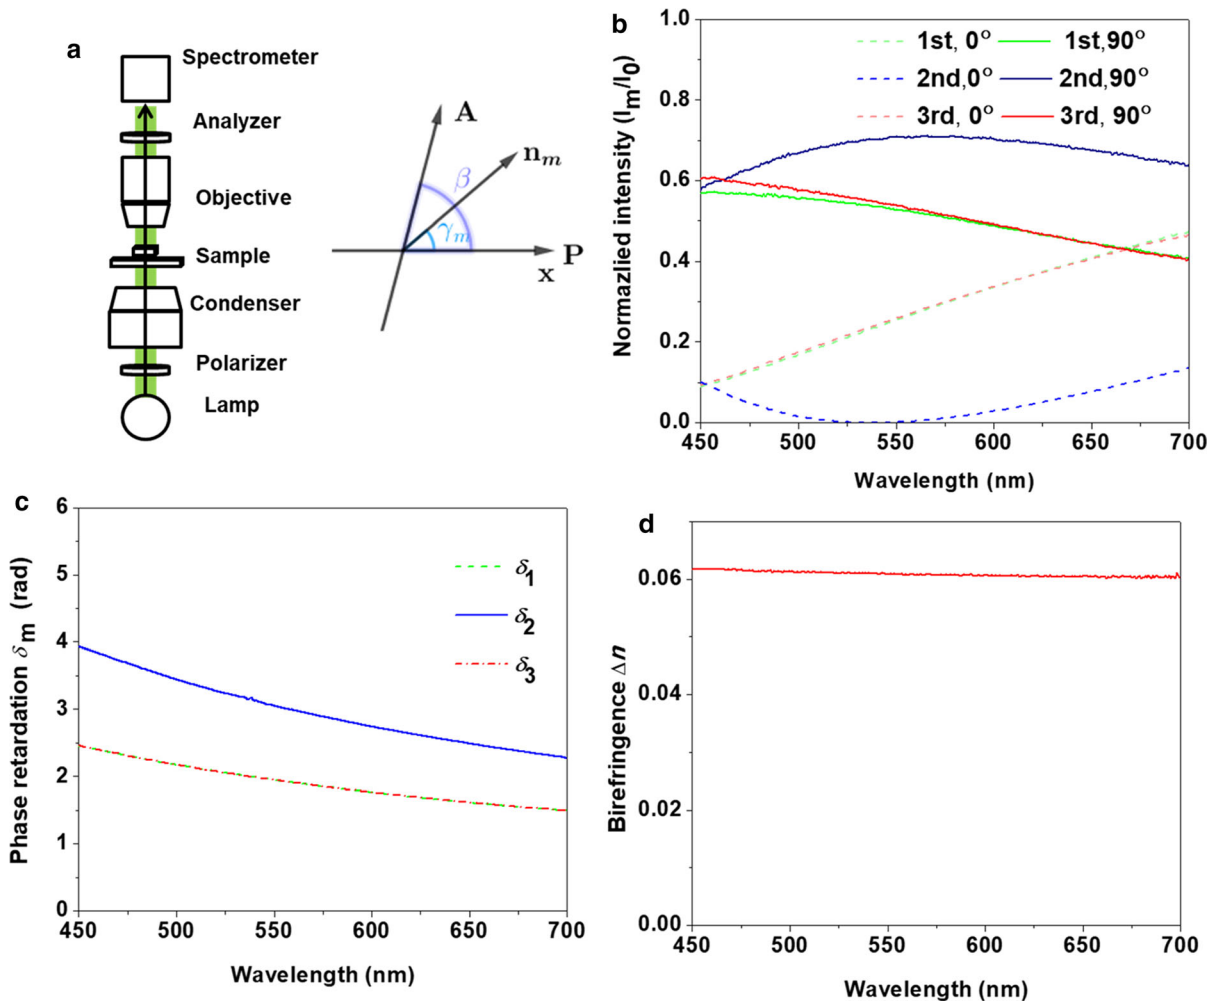 a
Spectrometer
Analyzer
Objective
Sample
Condenser
Polarizer
Lamp
A
n_m
β
γ_m
P
x
b
1st, 0° 1st,90°
2nd,0° 2nd,90°
3rd, 0° 3rd, 90°
Normazlied intensity (I_m/I_0)
1.0
0.8
0.6
0.4
0.2
0.0
450 500 550 600 650 700
Wavelength (nm)
c
δ_1
δ_2
δ_3
Phase retardation δ_m (rad)
6
5
4
3
2
1
0
450 500 550 600 650 700
Wavelength (nm)
d
Birefringence Δn
0.06
0.04
0.02
0.00
450 500 550 600 650 700
Wavelength (nm)